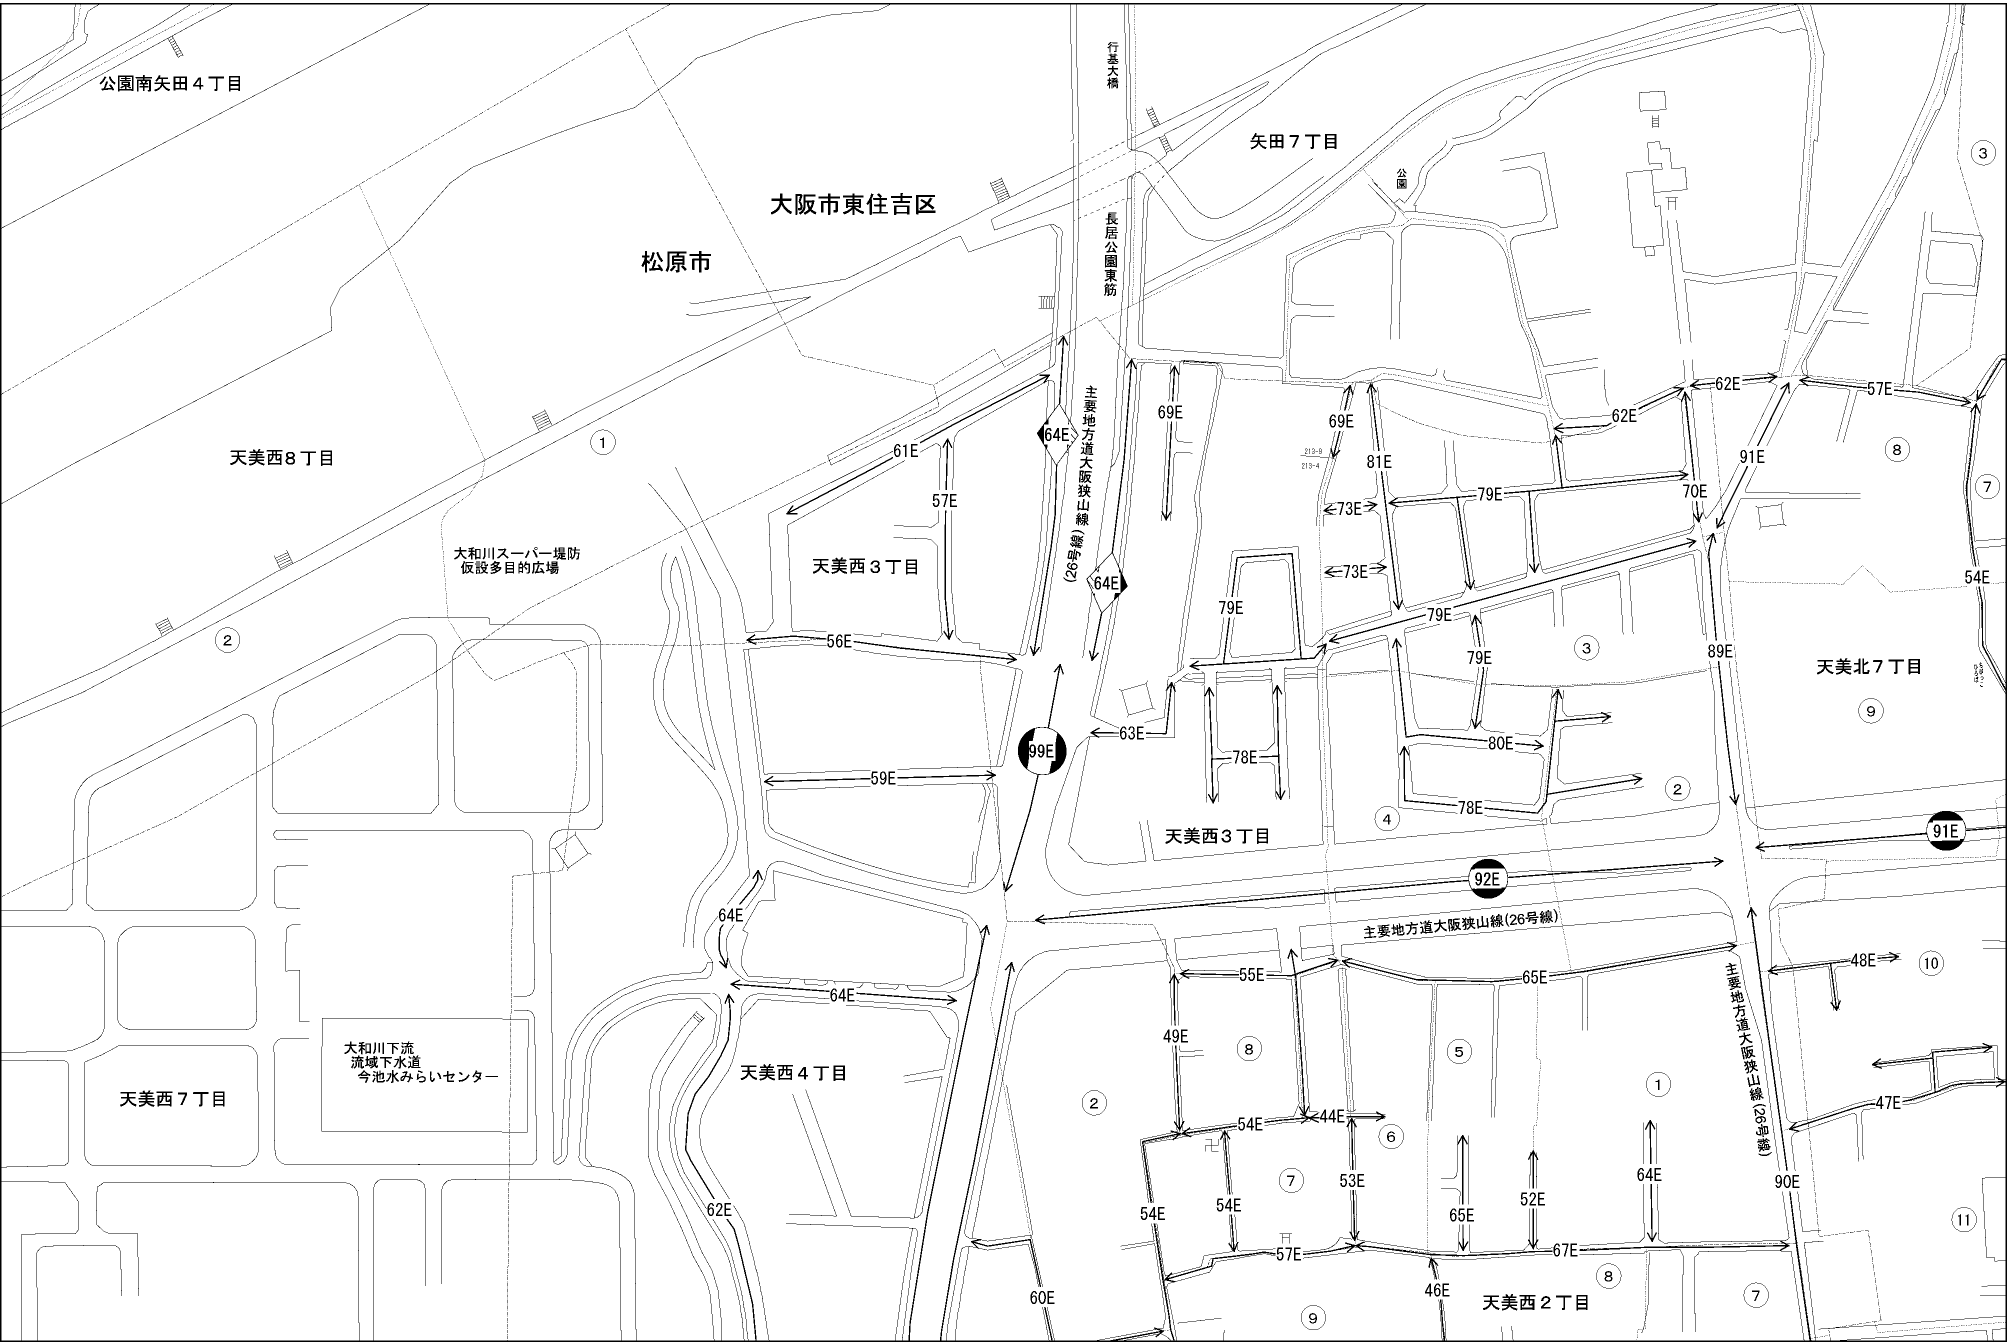 公園南矢田４丁目
行基大橋
矢田７丁目
公園
③
大阪市東住吉区
長居公園東筋
松原市
62E
57E
69E
62E
69E
主要地方道大阪狭山線(26号線)
64E
61E
天美西８丁目
①
⑧
213-9
213-4
81E
91E
57E
79E
70E
⑦
73E
大和川スーパー堤防
仮設多目的広場
天美西３丁目
73E
64E
54E
79E
79E
②
56E
③
79E
89E
天美北７丁目
⑨
63E
80E
99E
78E
59E
②
78E
④
天美西３丁目
91E
92E
64E
主要地方道大阪狭山線(26号線)
48E
⑩
55E
65E
主要地方道大阪狭山線(26号線)
64E
49E
大和川下流
流域下水道
今池水みらいセンター
⑧
⑤
天美西４丁目
①
天美西７丁目
②
47E
54E
44E
⑥
卍
64E
⑦
53E
90E
54E
52E
62E
54E
65E
⑪
57E
67E
⑧
46E
60E
天美西２丁目
⑦
⑨